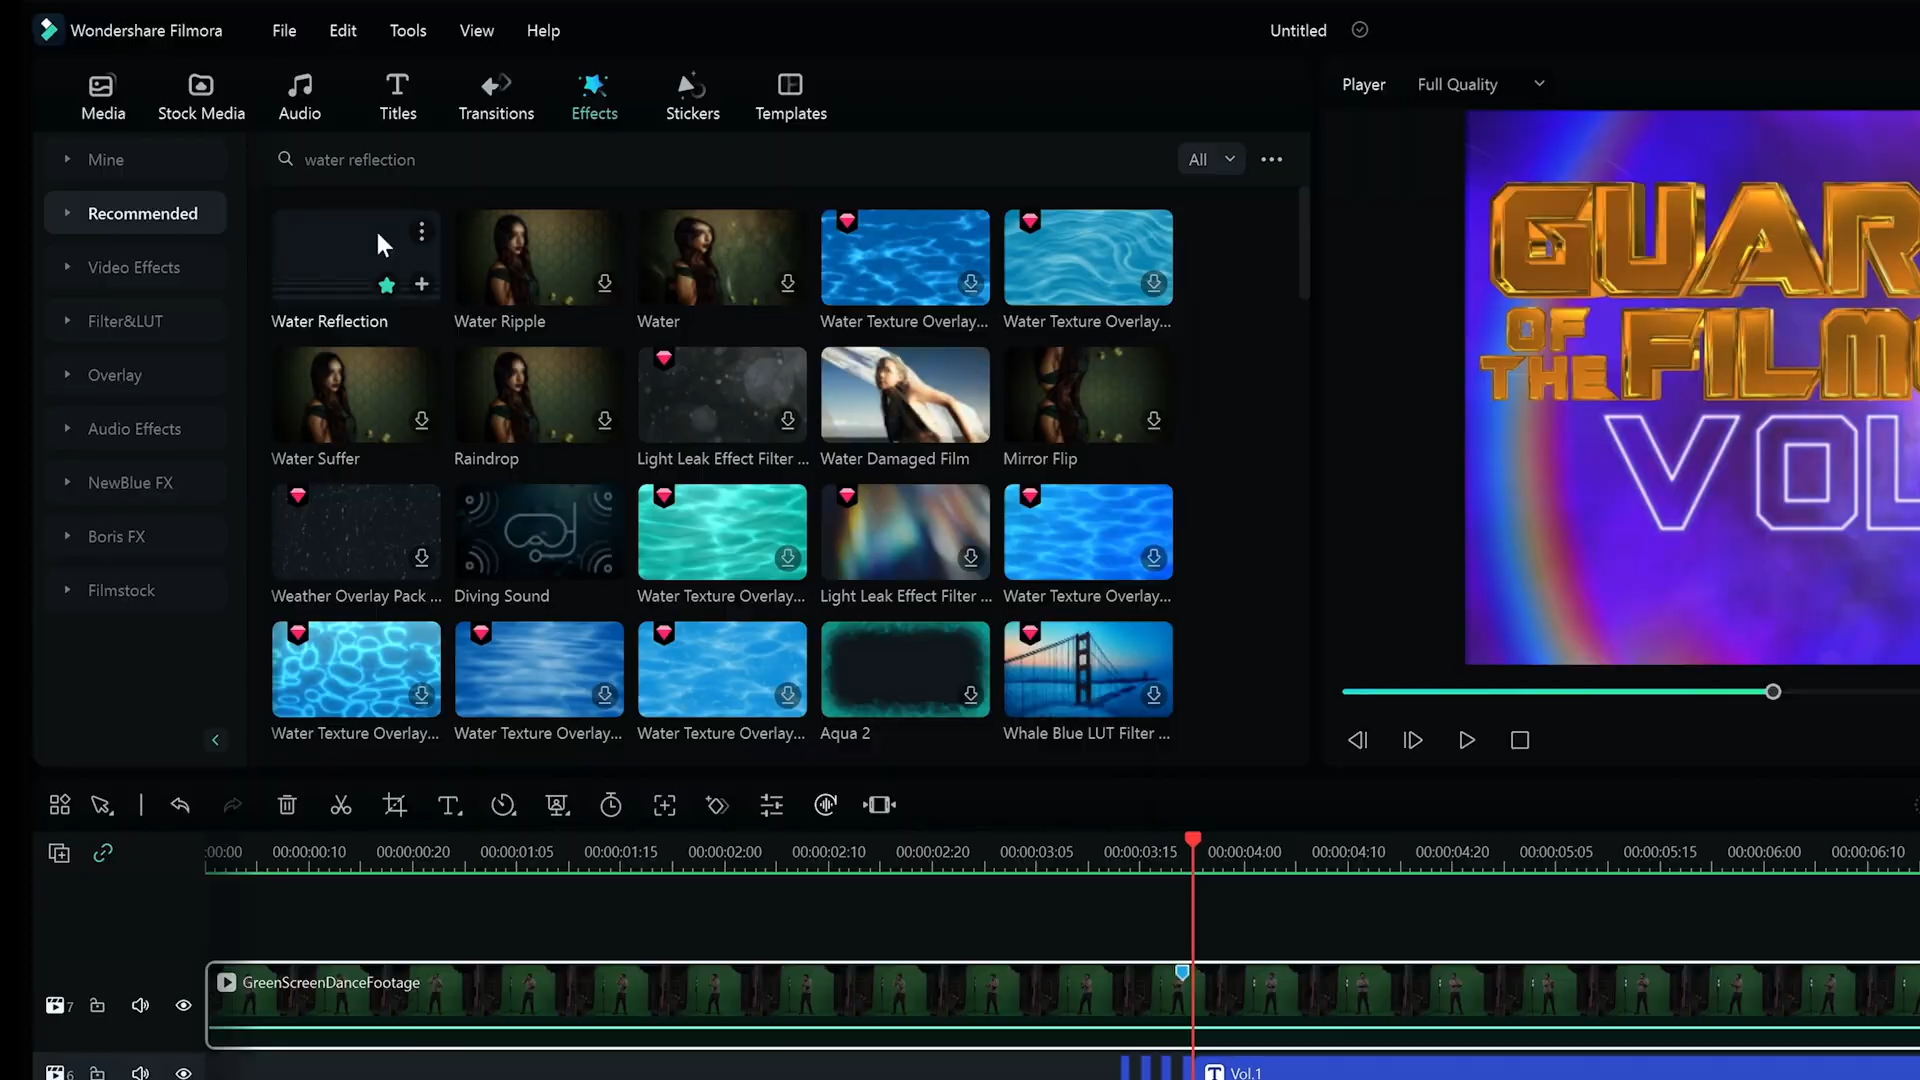 Wondershare Filmora
File
Edit
Tools
View
Help
Untitled
Media
Stock Media
Audio
Titles
Transitions
Effects
Stickers
Templates
Player
Full Quality
Mine
Recommended
Video Effects
Filter&LUT
Overlay
Audio Effects
NewBlue FX
Boris FX
Filmstock
water reflection
All
Water Reflection
Water Ripple
Water
Water Texture Overlay...
Water Texture Overlay...
Water Suffer
Raindrop
Light Leak Effect Filter ...
Water Damaged Film
Mirror Flip
Weather Overlay Pack ...
Diving Sound
Water Texture Overlay...
Light Leak Effect Filter ...
Water Texture Overlay...
Water Texture Overlay...
Water Texture Overlay...
Water Texture Overlay...
Aqua 2
Whale Blue LUT Filter ...
GUAR
OF
THE FILM
VOL
:00:00
00:00:00:10
00:00:00:20
00:00:01:05
00:00:01:15
00:00:02:00
00:00:02:10
00:00:02:20
00:00:03:05
00:00:03:15
00:00:04:00
00:00:04:10
00:00:04:20
00:00:05:05
00:00:05:15
00:00:06:00
00:00:06:10
GreenScreenDanceFootage
7
6
Vol.1